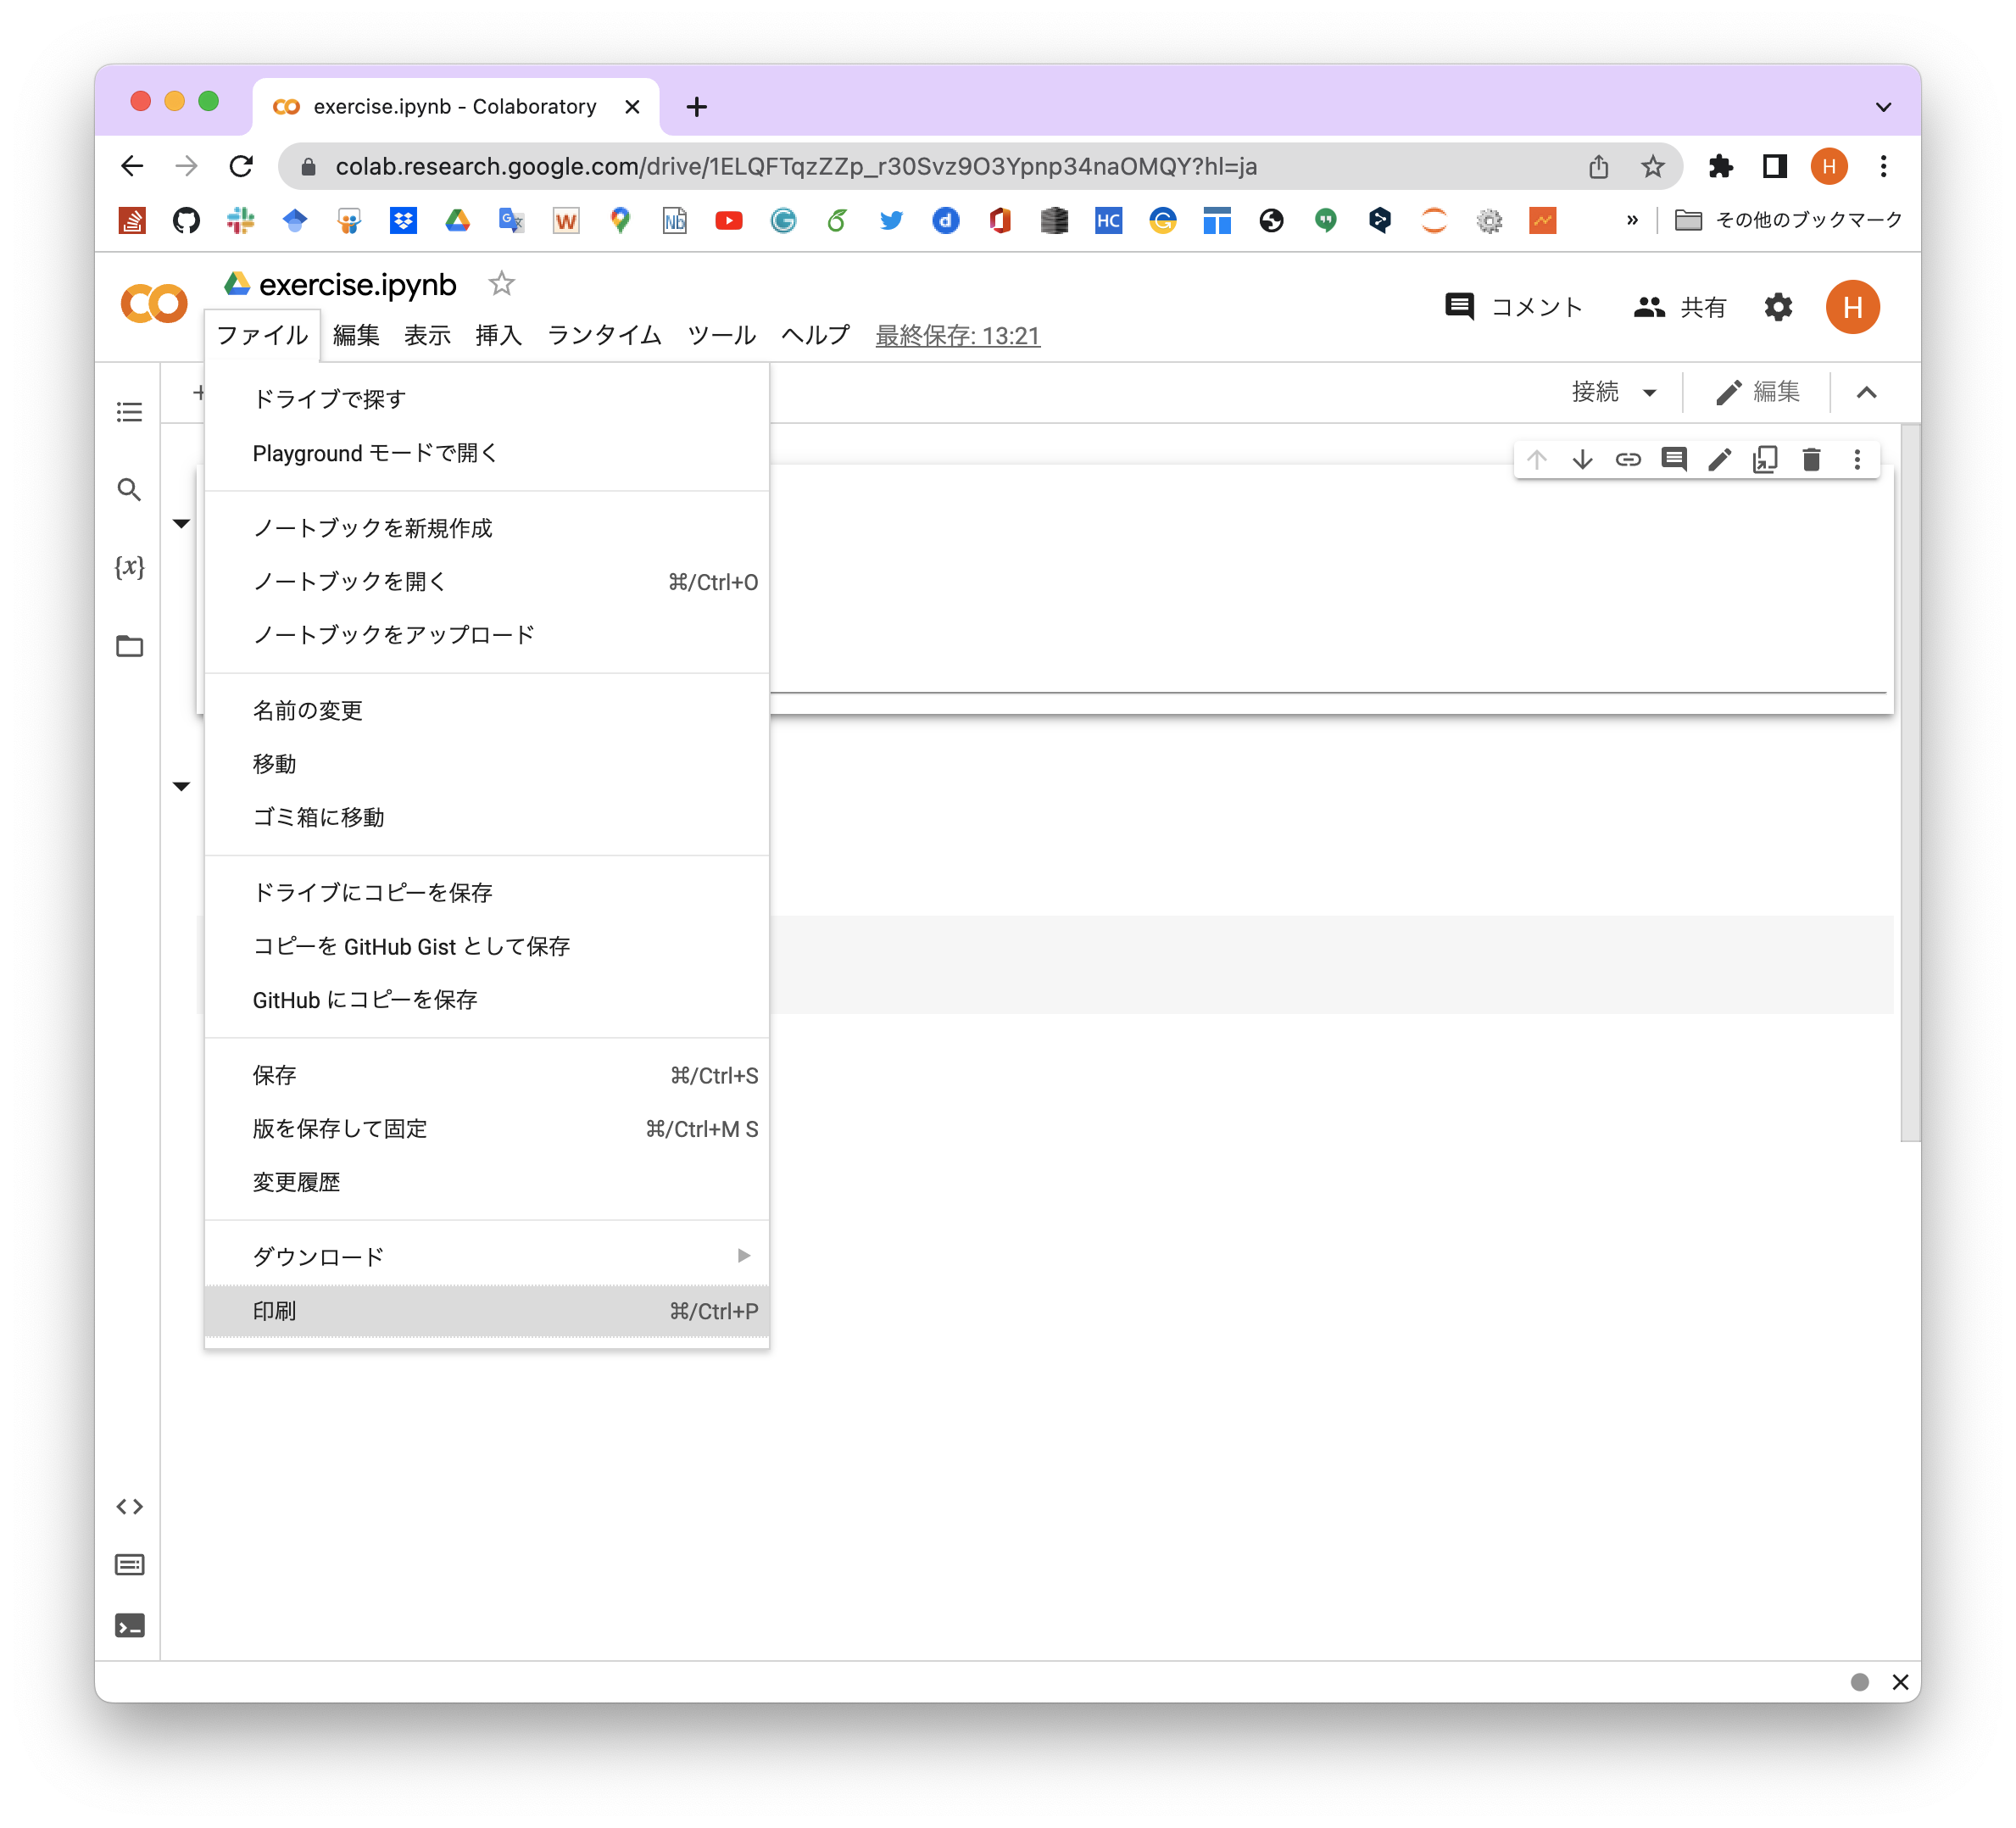 exercise.ipynb - Colaboratory
colab.research.google.com/drive/1ELQFTqzZZp_r30Svz9O3Ypnp34naOMQY?hl=ja
H
Nb
W
HC
»
その他のブックマーク
exercise.ipynb
コメント
共有
H
ファイル 編集 表示 挿入 ランタイム ツール ヘルプ 最終保存: 13:21
接続
編集
ドライブで探す
Playground モードで開く
ノートブックを新規作成
{x}
ノートブックを開く ⌘/Ctrl+O
ノートブックをアップロード
名前の変更
移動
ゴミ箱に移動
ドライブにコピーを保存
コピーを GitHub Gist として保存
GitHub にコピーを保存
保存 ⌘/Ctrl+S
版を保存して固定 ⌘/Ctrl+M S
変更履歴
ダウンロード
印刷 ⌘/Ctrl+P